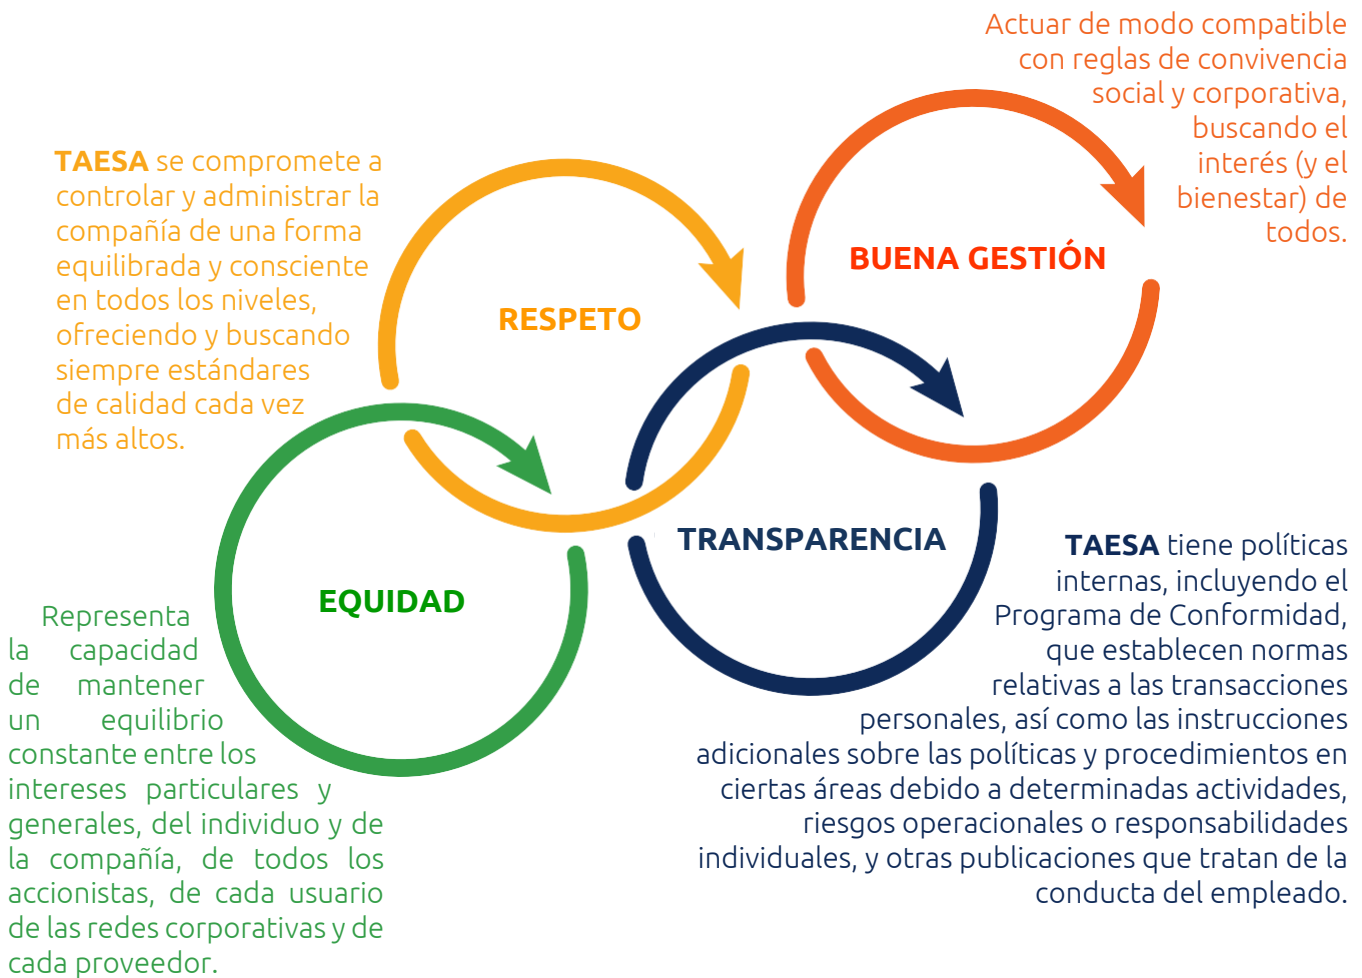 Actuar de modo compatible
con reglas de convivencia
social y corporativa,
buscando el
interés (y el
bienestar) de
todos.
BUENA GESTIÓN
TAESA se compromete a
controlar y administrar la
compañía de una forma
equilibrada y consciente
en todos los niveles,
ofreciendo y buscando
siempre estándares
de calidad cada vez
más altos.
RESPETO
TRANSPARENCIA
TAESA tiene políticas
internas, incluyendo el
Programa de Conformidad,
que establecen normas
relativas a las transacciones
personales, así como las instrucciones
adicionales sobre las políticas y procedimientos en
ciertas áreas debido a determinadas actividades,
riesgos operacionales o responsabilidades
individuales, y otras publicaciones que tratan de la
conducta del empleado.
EQUIDAD
Representa
la capacidad
de mantener
un equilibrio
constante entre los
intereses particulares y
generales, del individuo y de
la compañía, de todos los
accionistas, de cada usuario
de las redes corporativas y de
cada proveedor.